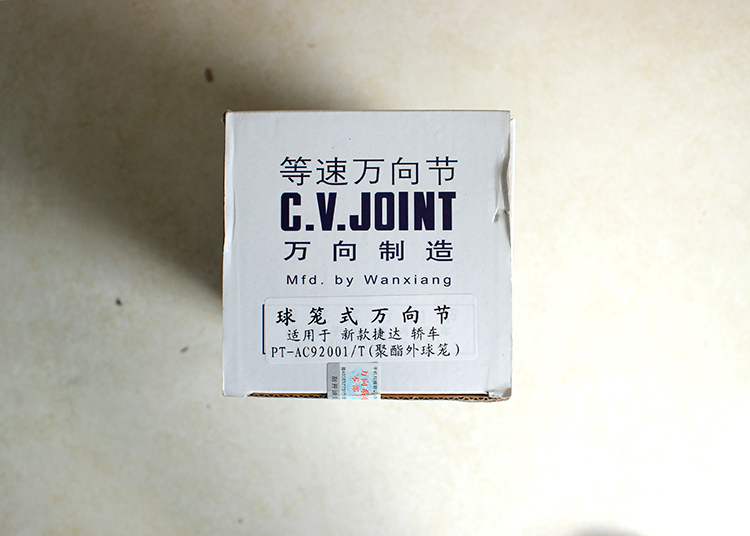 等速万向节
C.V.JOINT
万向制造
Mfd. by Wanxiang
球笼式万向节
适用于 新款捷达 轿车
PT-AC92001/T(聚酯外球笼)